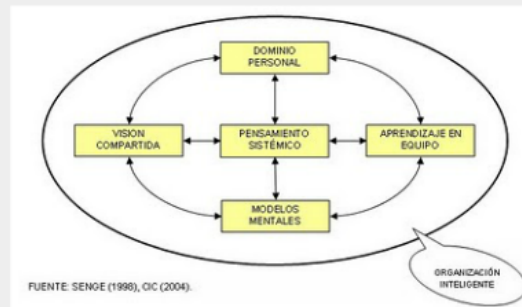 DOMINIO
PERSONAL
VISION
COMPARTIDA
PENSAMIENTO
SISTÉMICO
APRENDIZAJE EN
EQUIPO
MODELOS
MENTALES
ORGANIZACIÓN
INTELIGENTE
FUENTE: SENGE (1998), CIC (2004).